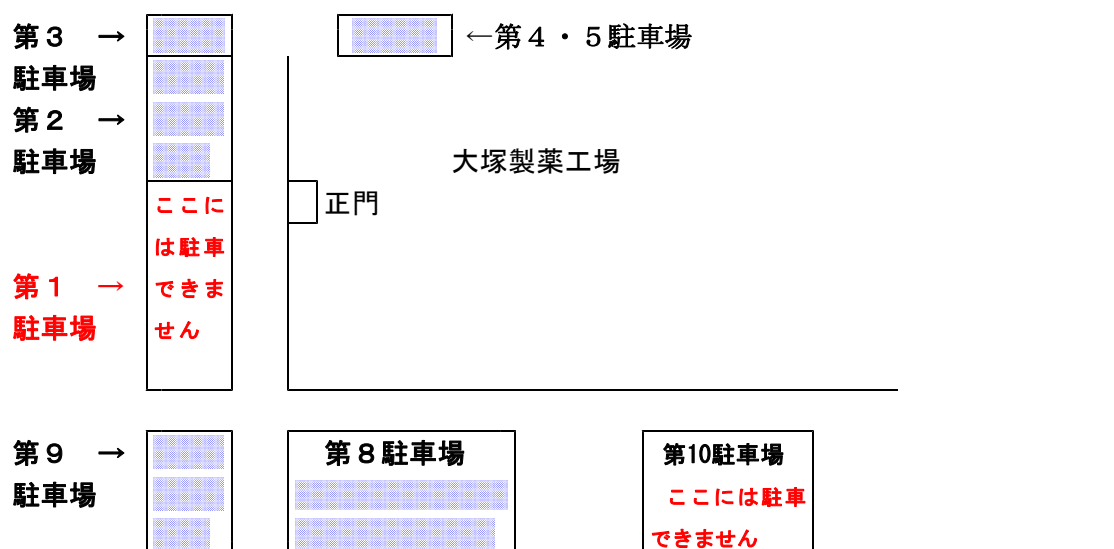 第３　→
←第４・５駐車場
駐車場
第２　→
駐車場
大塚製薬工場
正門
ここに
は駐車
できま
せん
第１　→
駐車場
第９　→
駐車場
第８駐車場
第10駐車場
ここには駐車
できません